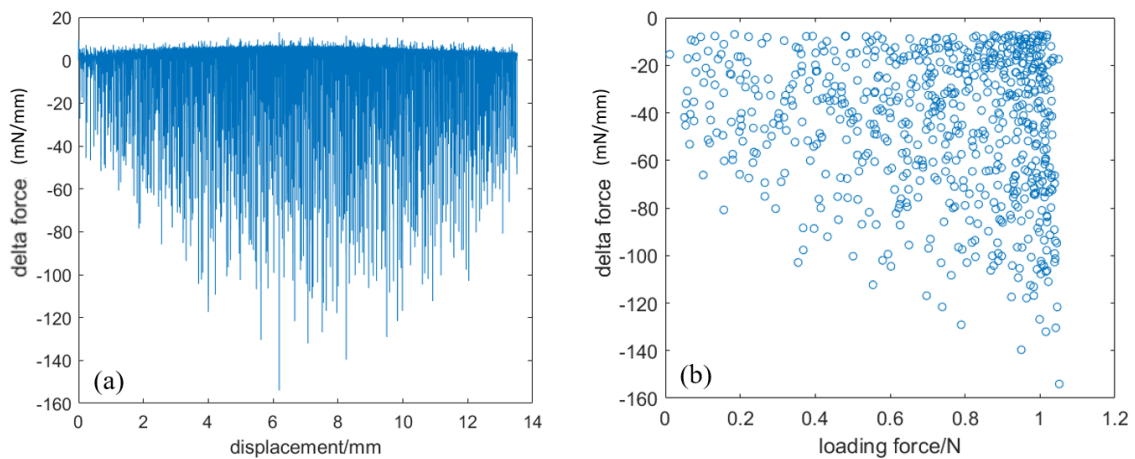 20
0
-20
-40
-60
-80
-100
-120
-140
-160
0 2 4 6 8 10 12 14
delta force (mN/mm)
displacement/mm
(a)
0
-20
-40
-60
-80
-100
-120
-140
-160
0 0.2 0.4 0.6 0.8 1 1.2
delta force (mN/mm)
loading force/N
(b)